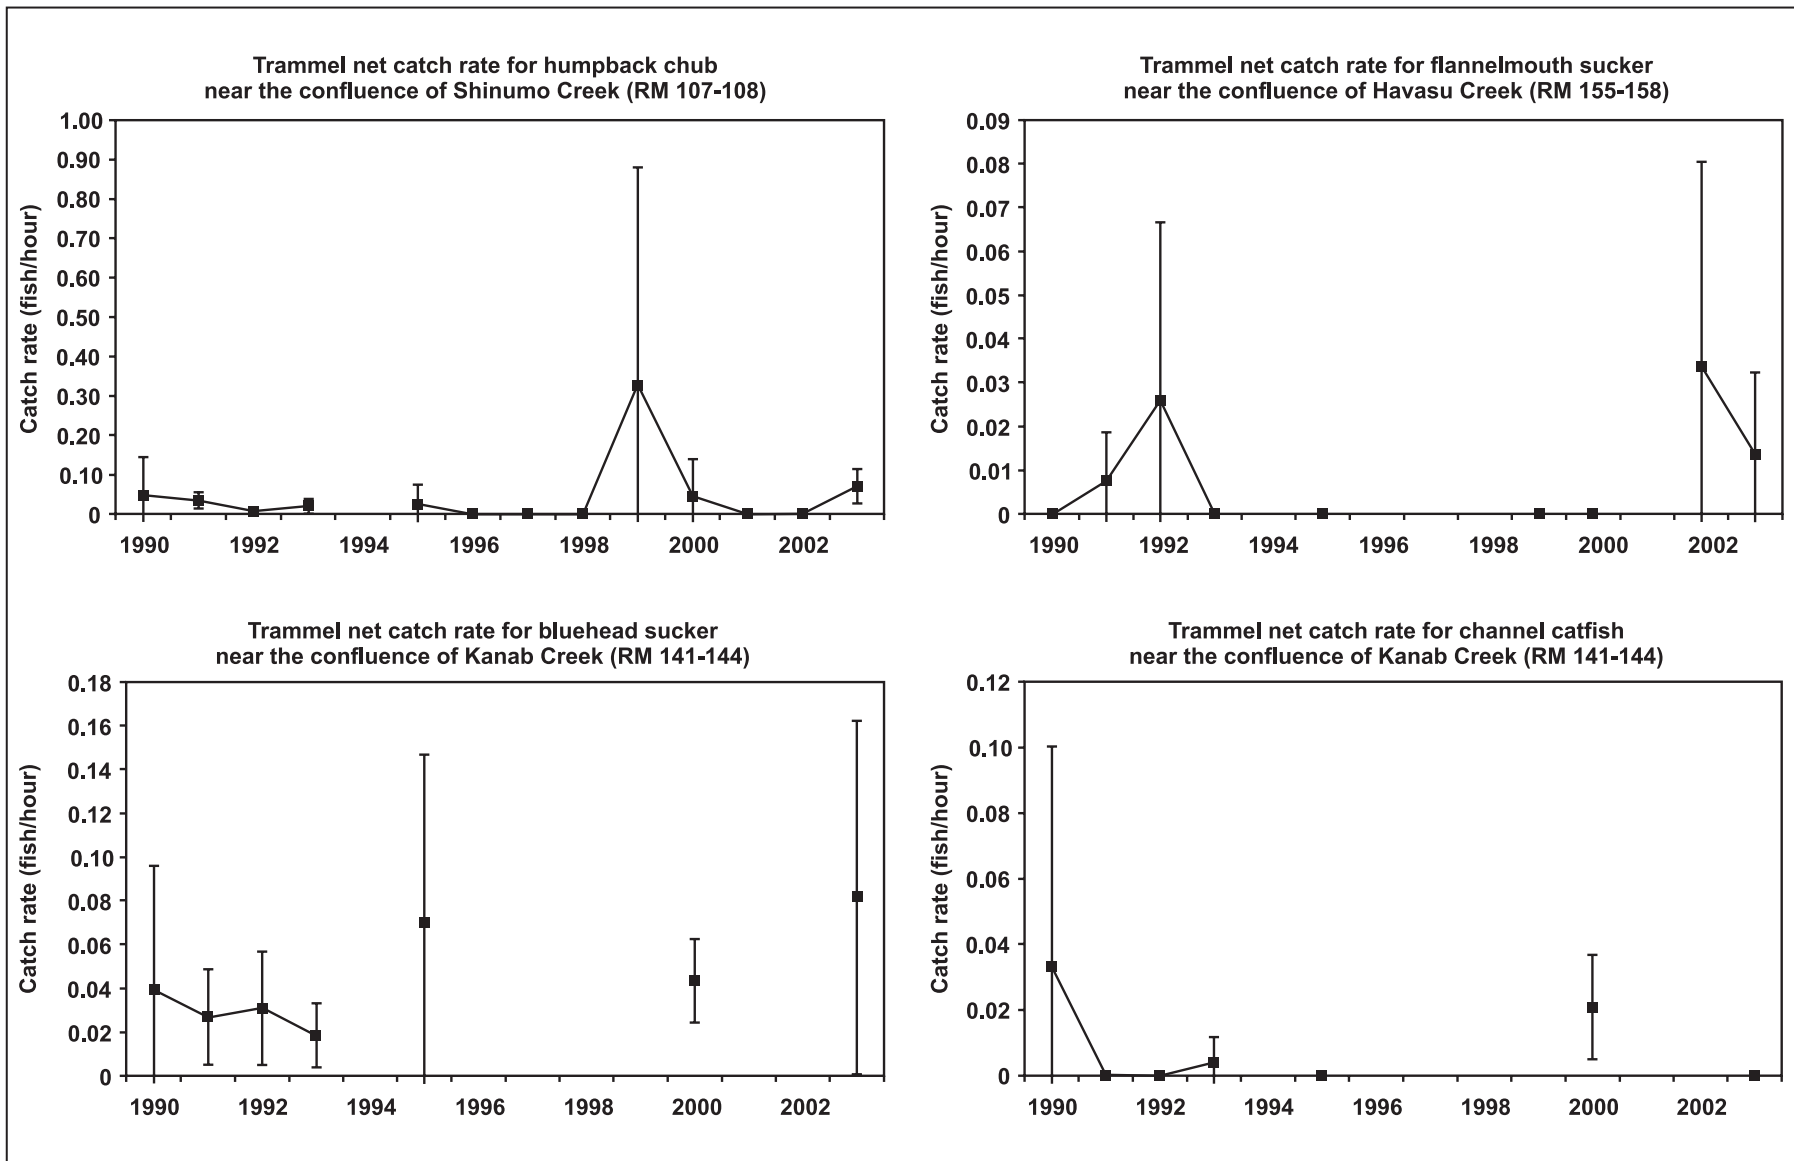 Trammel net catch rate for humpback chub
near the confluence of Shinumo Creek (RM 107-108)
Catch rate (fish/hour)
1.00
0.90
0.80
0.70
0.60
0.50
0.40
0.30
0.20
0.10
0
1990 1992 1994 1996 1998 2000 2002
Trammel net catch rate for flannelmouth sucker
near the confluence of Havasu Creek (RM 155-158)
Catch rate (fish/hour)
0.09
0.08
0.07
0.06
0.05
0.04
0.03
0.02
0.01
0
1990 1992 1994 1996 1998 2000 2002
Trammel net catch rate for bluehead sucker
near the confluence of Kanab Creek (RM 141-144)
Catch rate (fish/hour)
0.18
0.16
0.14
0.12
0.10
0.08
0.06
0.04
0.02
0
1990 1992 1994 1996 1998 2000 2002
Trammel net catch rate for channel catfish
near the confluence of Kanab Creek (RM 141-144)
Catch rate (fish/hour)
0.12
0.10
0.08
0.06
0.04
0.02
0
1990 1992 1994 1996 1998 2000 2002